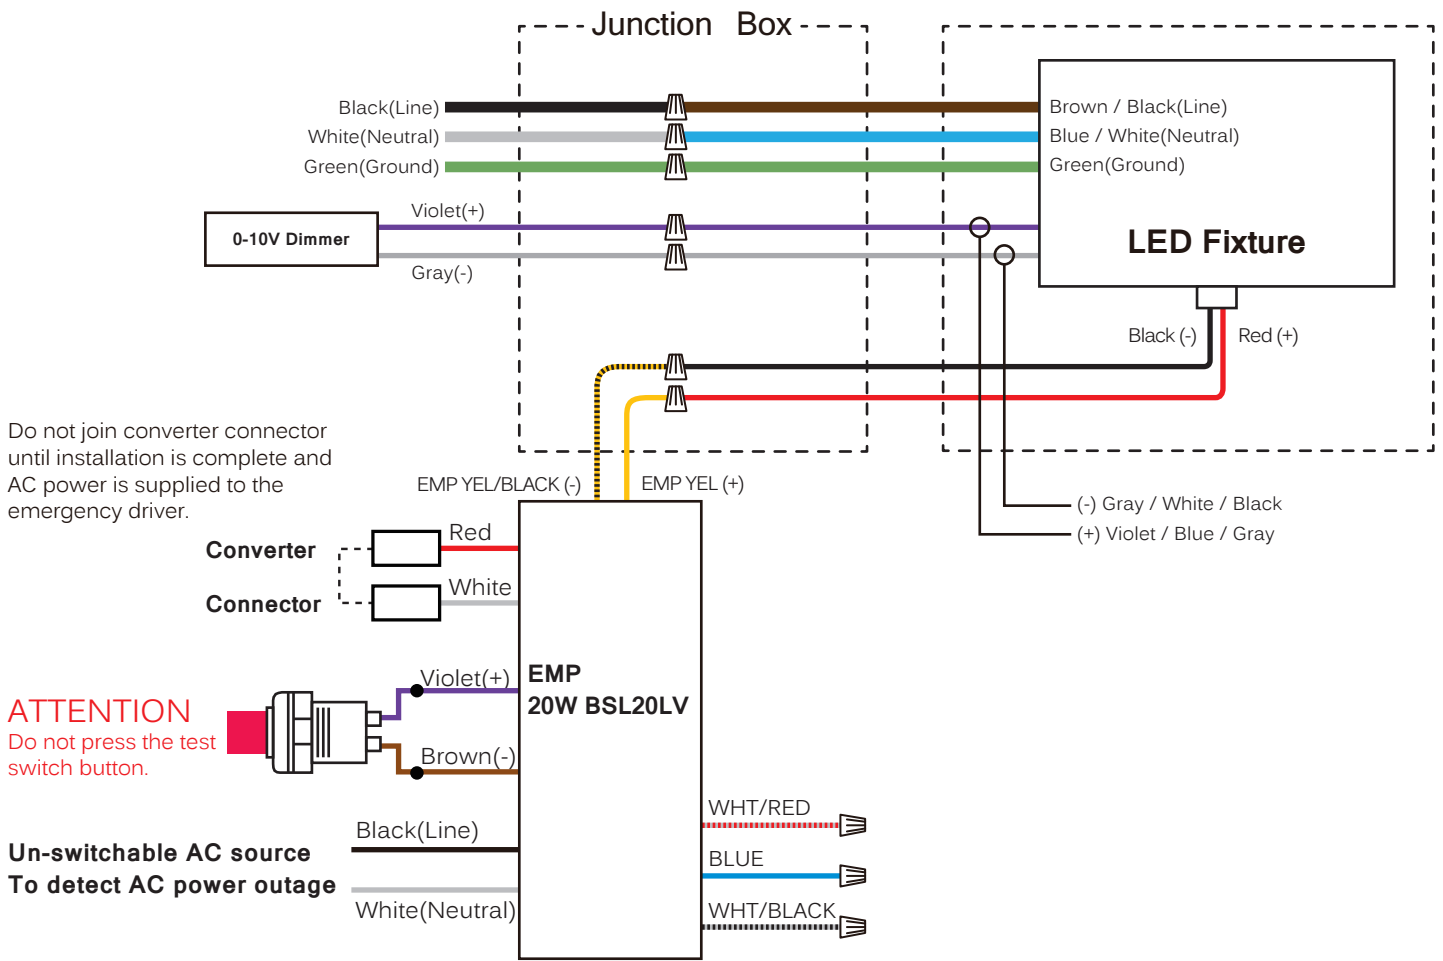 Junction Box
Black(Line)
White(Neutral)
Green(Ground)
Brown / Black(Line)
Blue / White(Neutral)
Green(Ground)
Violet(+)
0-10V Dimmer
Gray(-)
LED Fixture
Black (-)
Red (+)
Do not join converter connector
until installation is complete and
AC power is supplied to the
emergency driver.
EMP YEL/BLACK (-)
EMP YEL (+)
(-) Gray / White / Black
(+) Violet / Blue / Gray
Red
Converter
White
Connector
Violet(+)
EMP
20W BSL20LV
ATTENTION
Do not press the test
switch button.
Brown(-)
Black(Line)
Un-switchable AC source
To detect AC power outage
White(Neutral)
WHT/RED
BLUE
WHT/BLACK